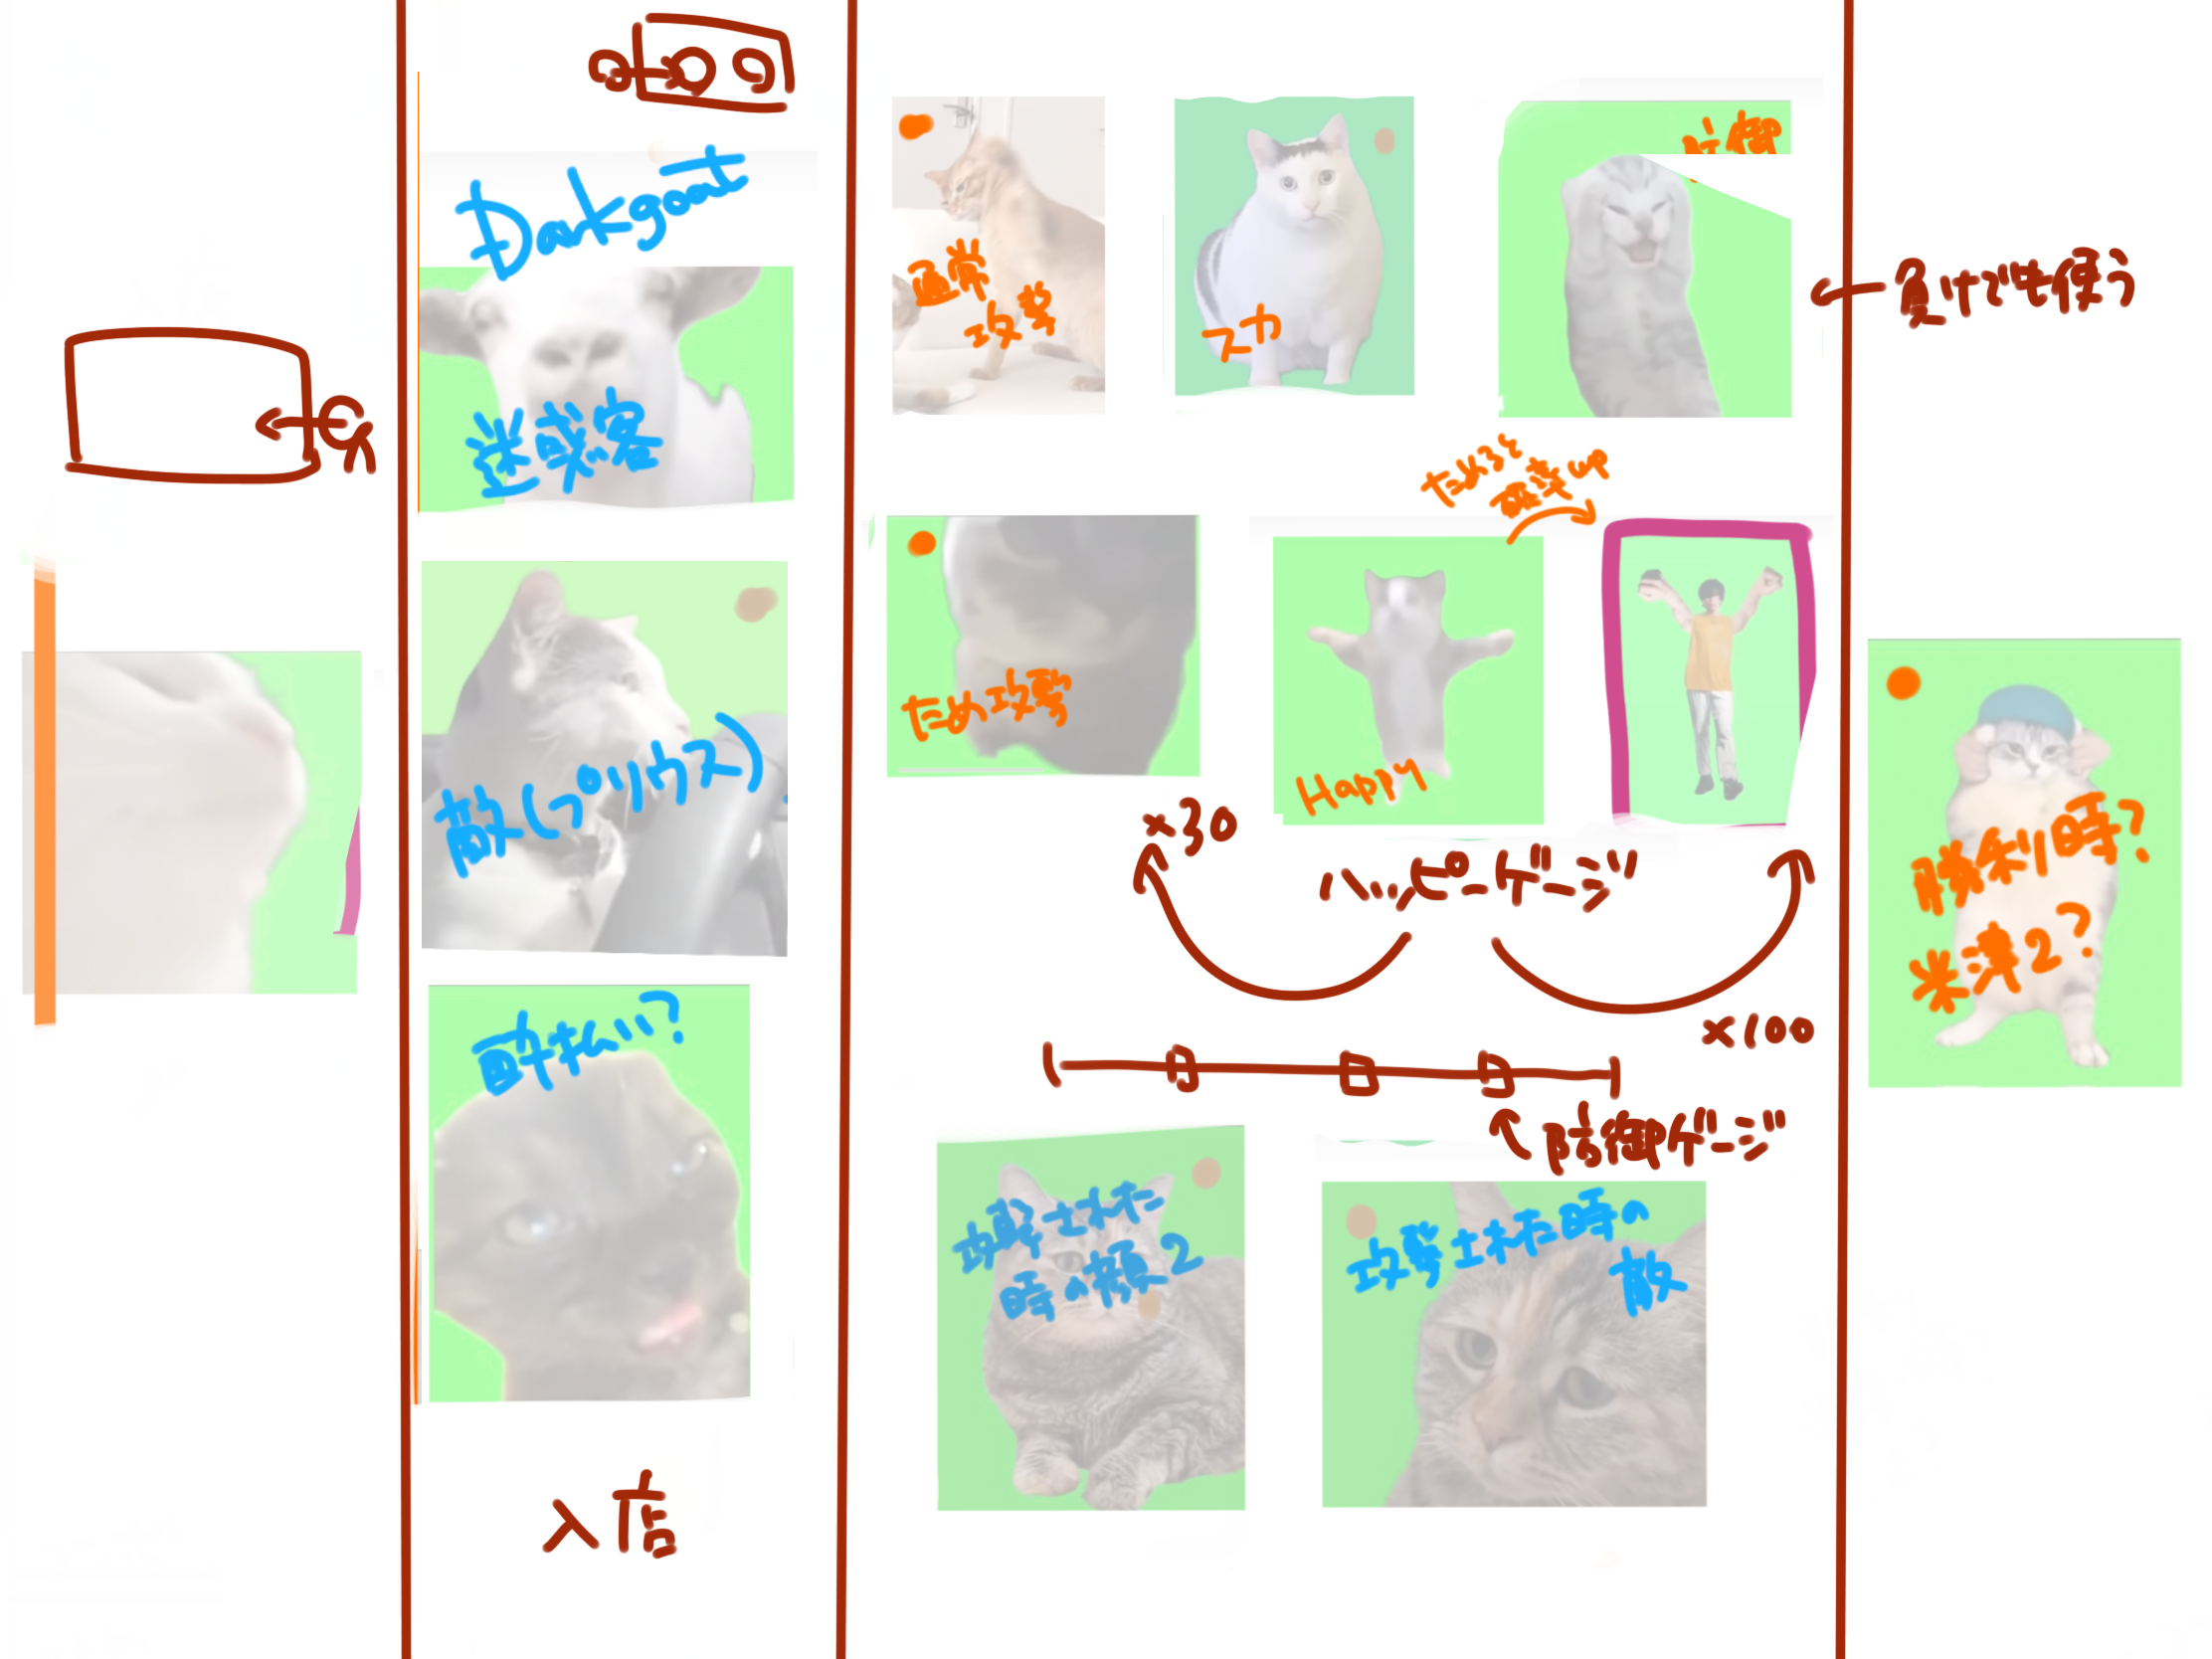 Darkgoat
迷惑客
敵(プリウス)
酔払い?
入店
通常
攻撃
スカ
防御
←負けでも使う
ため攻撃
ためると
確率up
Happy
×30
ハッピーゲージ
×100
防御ゲージ
攻撃された
時の顔2
攻撃された時の
敵
勝利時?
米津2?